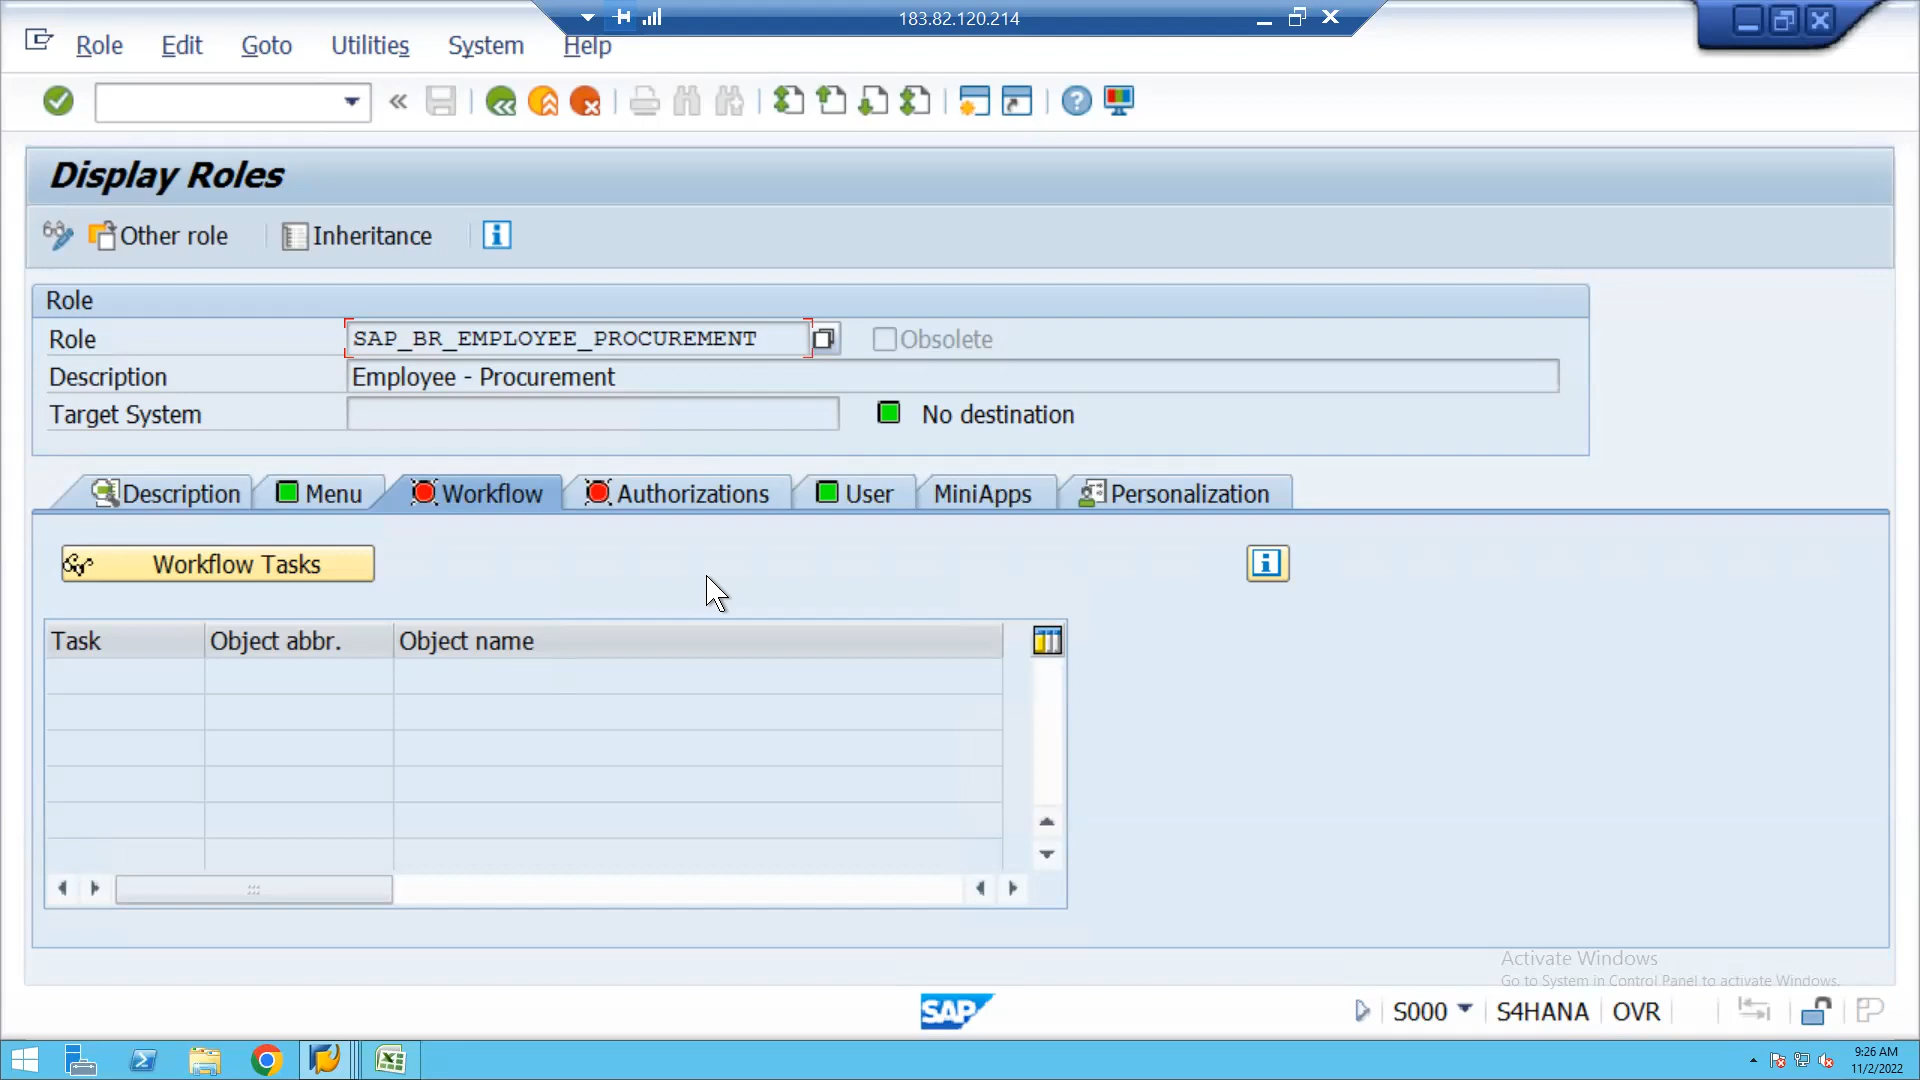 183.82.120.214
Role Edit Goto Utilities System Help
Display Roles
Other role Inheritance
Role
Role SAP_BR_EMPLOYEE_PROCUREMENT Obsolete
Description Employee - Procurement
Target System No destination
Description Menu Workflow Authorizations User MiniApps Personalization
Workflow Tasks
Task Object abbr. Object name
Activate Windows
Go to System in Control Panel to activate Windows.
SAP S000 S4HANA OVR
9:26 AM
11/2/2022